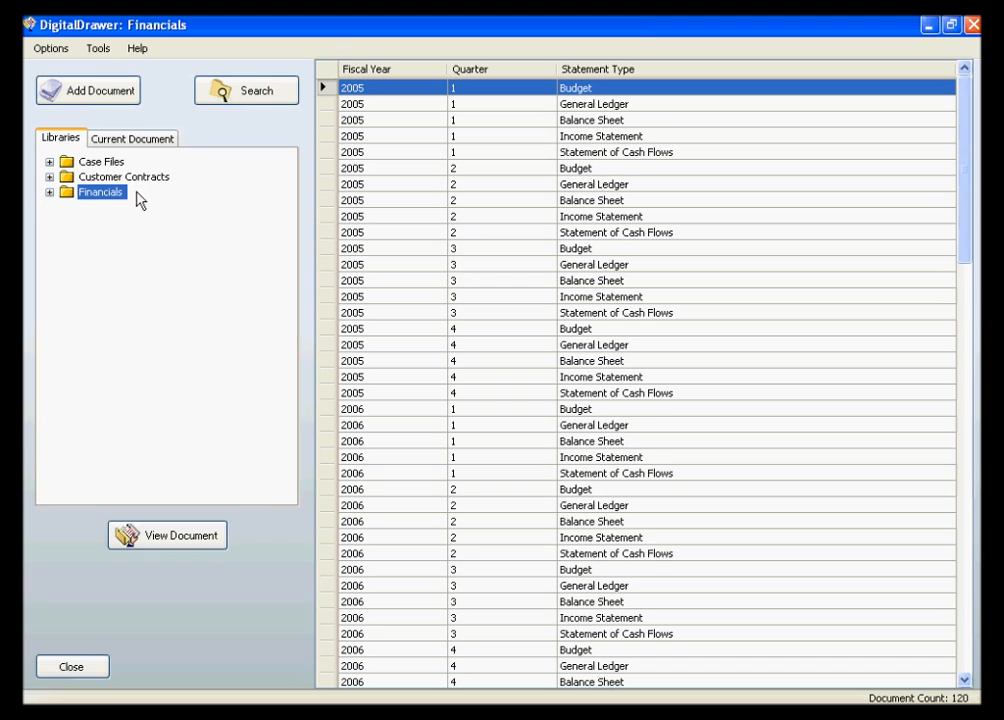 DigitalDrawer: Financials
Options Tools Help
Add Document Search
Libraries Current Document
Case Files
Customer Contracts
Financials
View Document
Close
Fiscal Year Quarter Statement Type
2005 1 Budget
2005 1 General Ledger
2005 1 Balance Sheet
2005 1 Income Statement
2005 1 Statement of Cash Flows
2005 2 Budget
2005 2 General Ledger
2005 2 Balance Sheet
2005 2 Income Statement
2005 2 Statement of Cash Flows
2005 3 Budget
2005 3 General Ledger
2005 3 Balance Sheet
2005 3 Income Statement
2005 3 Statement of Cash Flows
2005 4 Budget
2005 4 General Ledger
2005 4 Balance Sheet
2005 4 Income Statement
2005 4 Statement of Cash Flows
2006 1 Budget
2006 1 General Ledger
2006 1 Balance Sheet
2006 1 Income Statement
2006 1 Statement of Cash Flows
2006 2 Budget
2006 2 General Ledger
2006 2 Balance Sheet
2006 2 Income Statement
2006 2 Statement of Cash Flows
2006 3 Budget
2006 3 General Ledger
2006 3 Balance Sheet
2006 3 Income Statement
2006 3 Statement of Cash Flows
2006 4 Budget
2006 4 General Ledger
2006 4 Balance Sheet
Document Count: 120